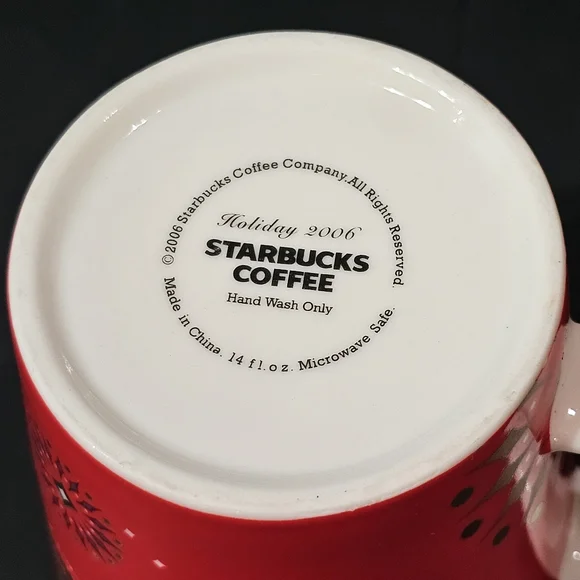 ©2006 Starbucks Coffee Company. All Rights Reserved.
Holiday 2006
STARBUCKS
COFFEE
Hand Wash Only
Made in China. 14 fl.oz. Microwave Safe.